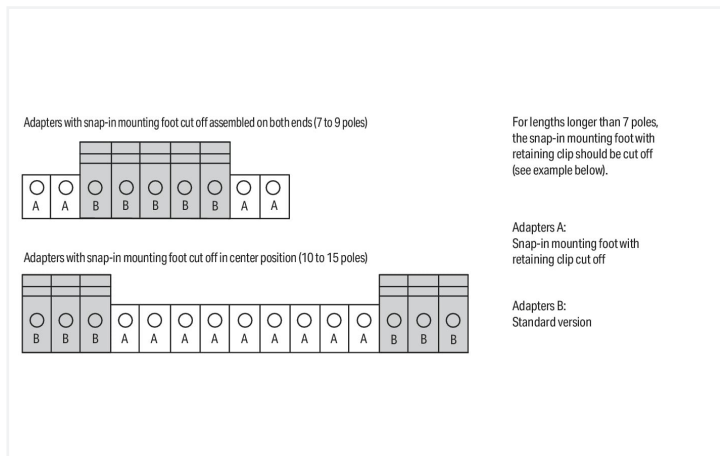 Adapters with snap-in mounting foot cut off assembled on both ends (7 to 9 poles)
A A B B B B B A A
Adapters with snap-in mounting foot cut off in center position (10 to 15 poles)
B B B A A A A A A A A A B B B
For lengths longer than 7 poles,
the snap-in mounting foot with
retaining clip should be cut off
(see example below).
Adapters A:
Snap-in mounting foot with
retaining clip cut off
Adapters B:
Standard version